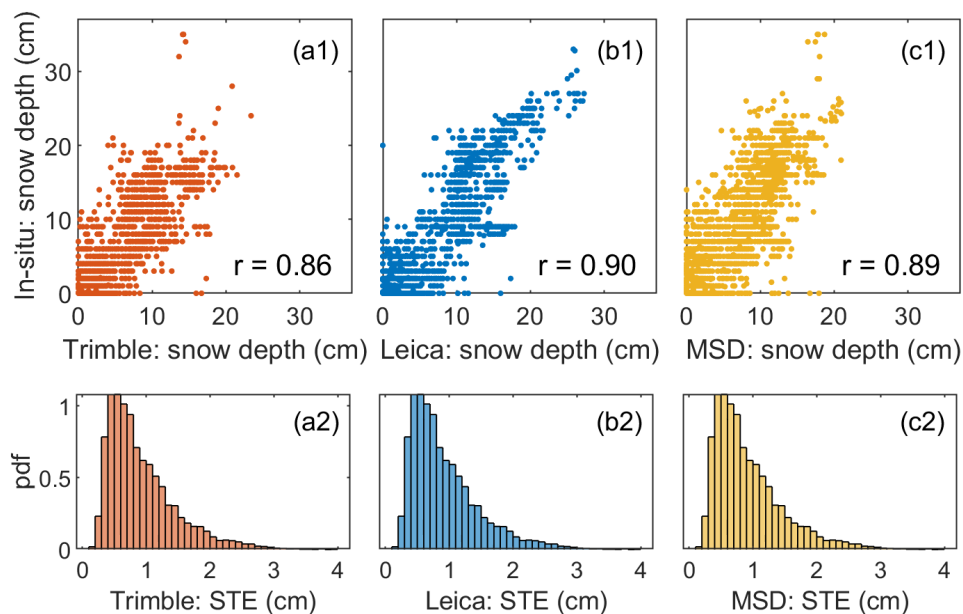 In-situ: snow depth (cm)
30
20
10
0
(a1)
r = 0.86
0 10 20 30
Trimble: snow depth (cm)
(b1)
r = 0.90
0 10 20 30
Leica: snow depth (cm)
(c1)
r = 0.89
0 10 20 30
MSD: snow depth (cm)
pdf
1
0.5
0
(a2)
0 1 2 3 4
Trimble: STE (cm)
(b2)
0 1 2 3 4
Leica: STE (cm)
(c2)
0 1 2 3 4
MSD: STE (cm)